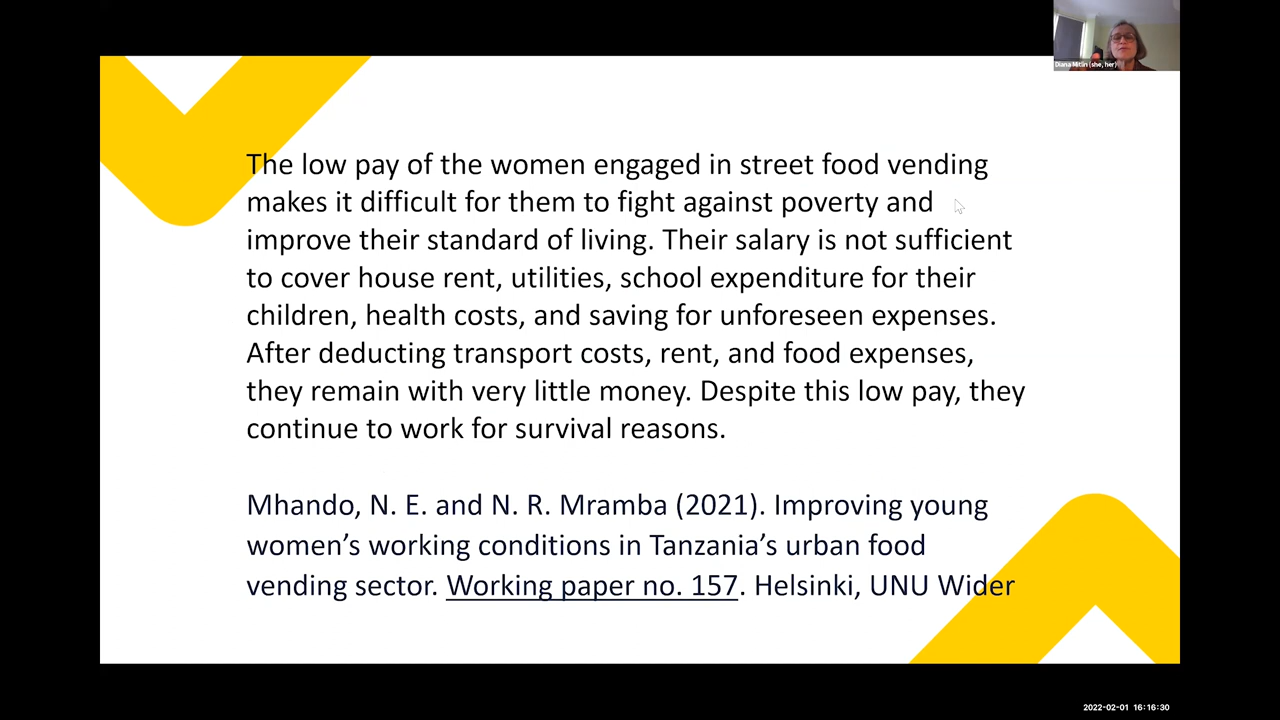 Diana Mitlin (she, her)
The low pay of the women engaged in street food vending
makes it difficult for them to fight against poverty and
improve their standard of living. Their salary is not sufficient
to cover house rent, utilities, school expenditure for their
children, health costs, and saving for unforeseen expenses.
After deducting transport costs, rent, and food expenses,
they remain with very little money. Despite this low pay, they
continue to work for survival reasons.
Mhando, N. E. and N. R. Mramba (2021). Improving young
women’s working conditions in Tanzania’s urban food
vending sector. Working paper no. 157. Helsinki, UNU Wider
2022-02-01 16:16:30